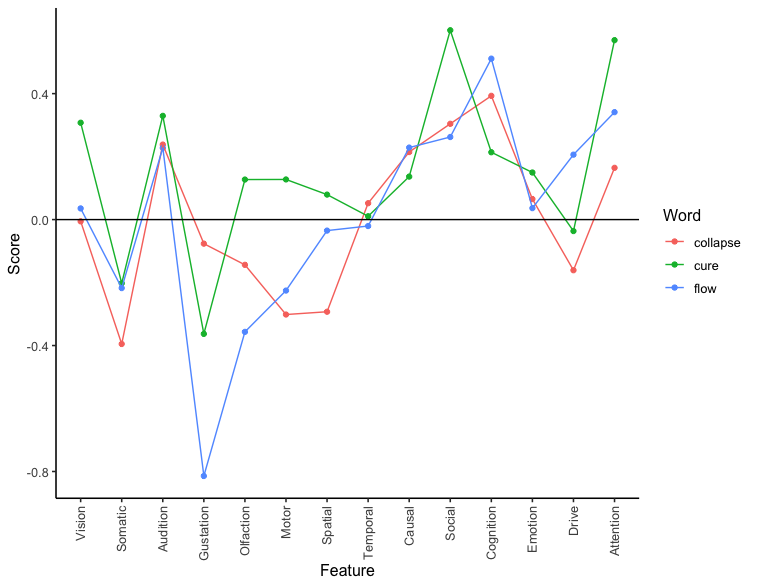 0.4
0.0
-0.4
-0.8
Score
Vision
Somatic
Audition
Gustation
Olfaction
Motor
Spatial
Temporal
Causal
Social
Cognition
Emotion
Drive
Attention
Feature
Word
collapse
cure
flow